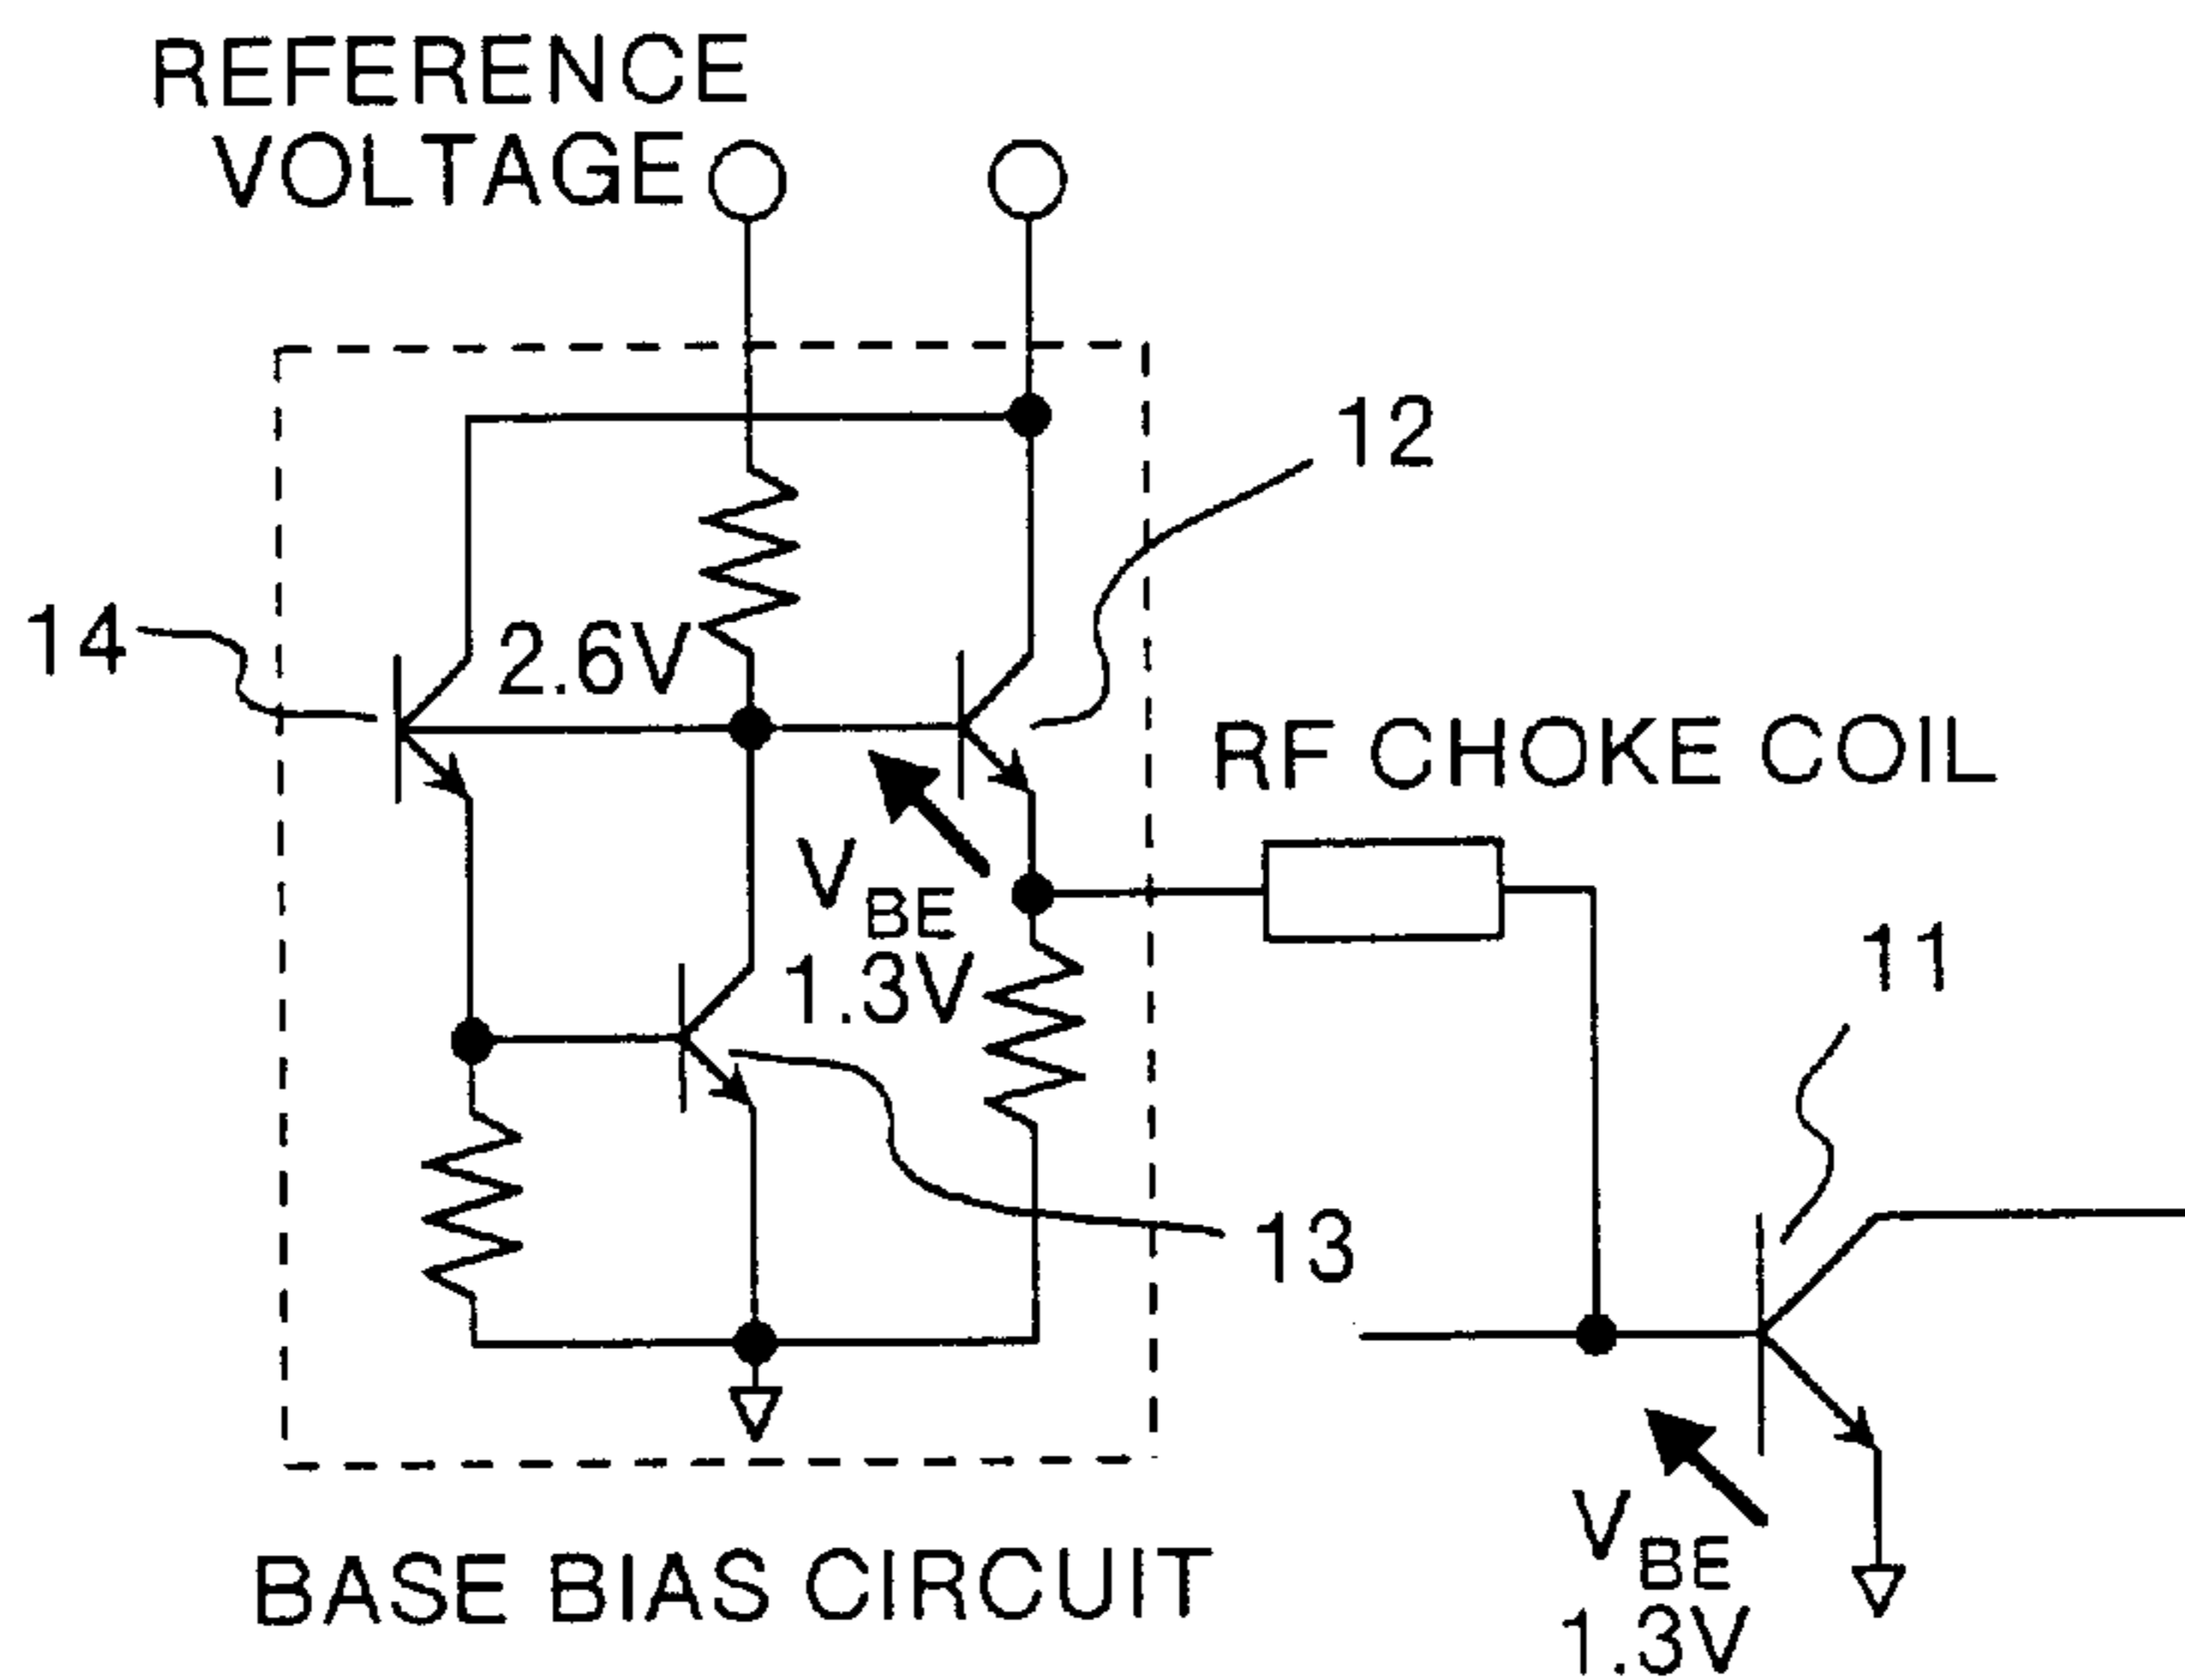 REFERENCE
VOLTAGE
12
14
2.6V
RF CHOKE COIL
VBE
1.3V
11
13
VBE
1.3V
BASE BIAS CIRCUIT